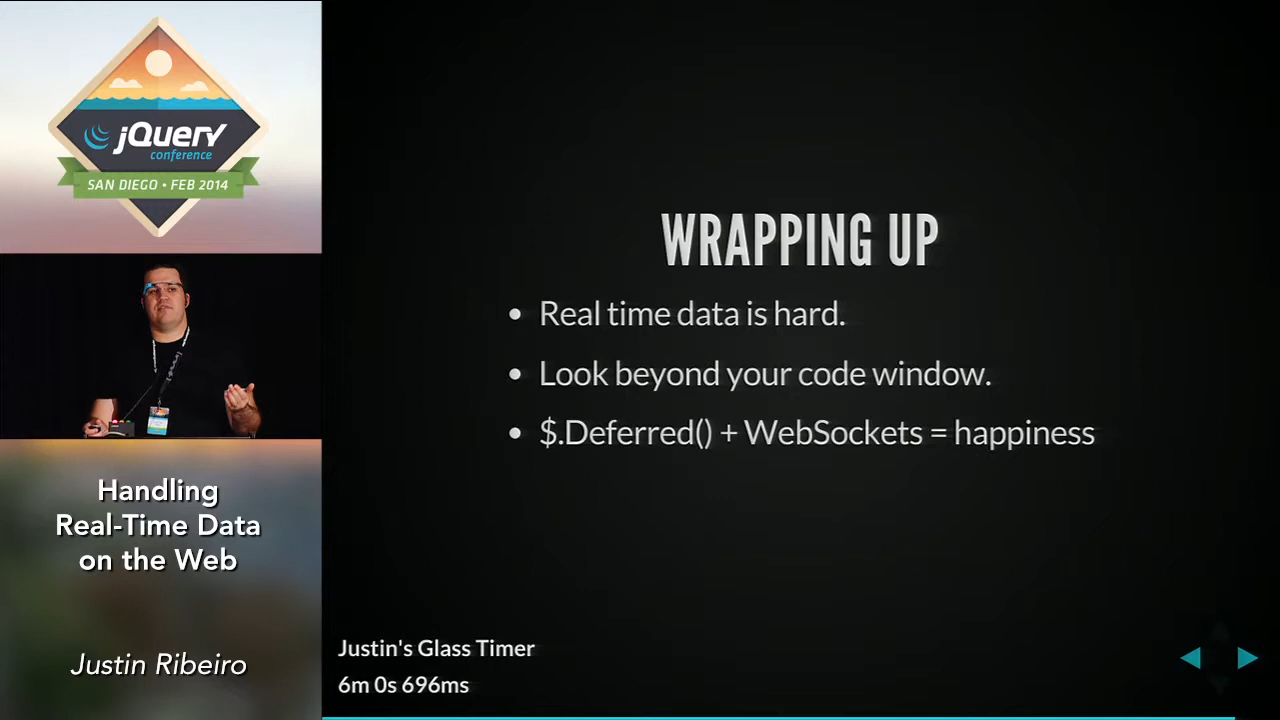 jQuery
conference
SAN DIEGO • FEB 2014
Handling
Real-Time Data
on the Web
Justin Ribeiro
WRAPPING UP
• Real time data is hard.
• Look beyond your code window.
• $.Deferred() + WebSockets = happiness
Justin's Glass Timer
6m 0s 696ms